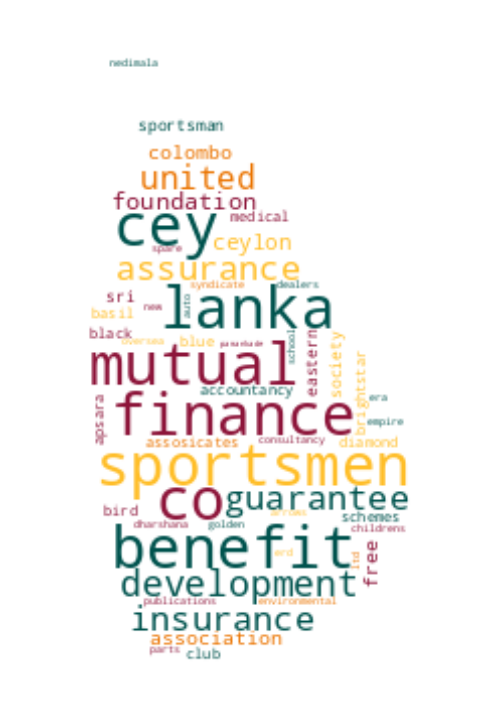 nedimala
sportsman
colombo
united
foundation
cey medical
ceylon
spare
assurance
syndicate dealers
sri new auto lanka
basil
black oversea blue school
mutual eastern society brightstar
accountancy era
apsara finance empire
assosicates consultancy diamond
sportsmen
co guarantee
bird arrows schemes
dharshana golden childrens
benefit erd ltd free
development
publications environmental
insurance
association
parts club